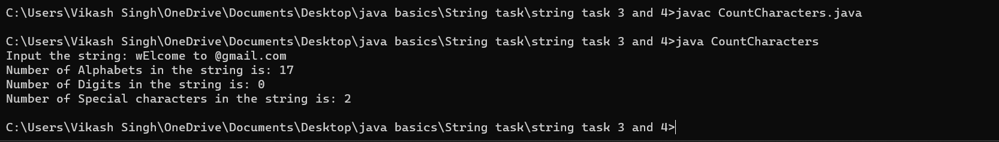 C:\Users\Vikash Singh\OneDrive\Documents\Desktop\java basics\String task\string task 3 and 4>javac CountCharacters.java
C:\Users\Vikash Singh\OneDrive\Documents\Desktop\java basics\String task\string task 3 and 4>java CountCharacters
Input the string: wElcome to @gmail.com
Number of Alphabets in the string is: 17
Number of Digits in the string is: 0
Number of Special characters in the string is: 2
C:\Users\Vikash Singh\OneDrive\Documents\Desktop\java basics\String task\string task 3 and 4>